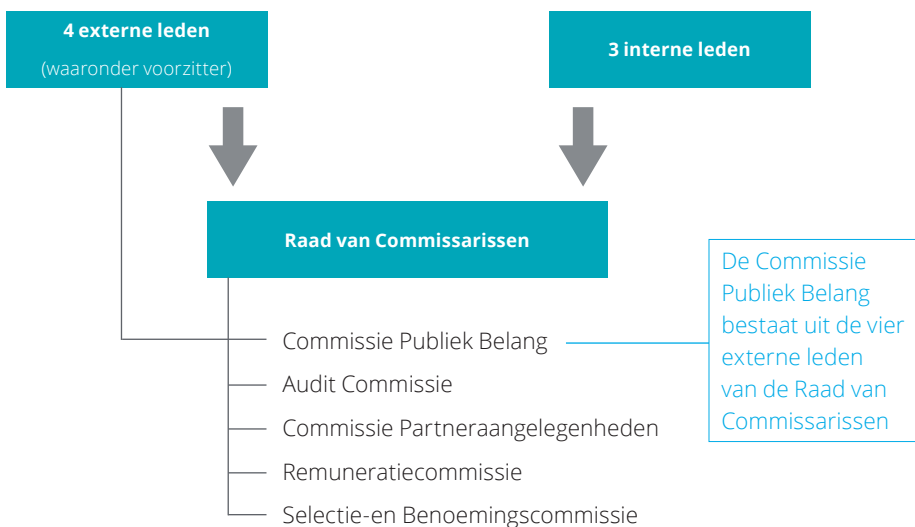 4 externe leden
(waaronder voorzitter)
3 interne leden
Raad van Commissarissen
Commissie Publiek Belang
Audit Commissie
Commissie Partneraangelegenheden
Remuneratiecommissie
Selectie-en Benoemingscommissie
De Commissie
Publiek Belang
bestaat uit de vier
externe leden
van de Raad van
Commissarissen